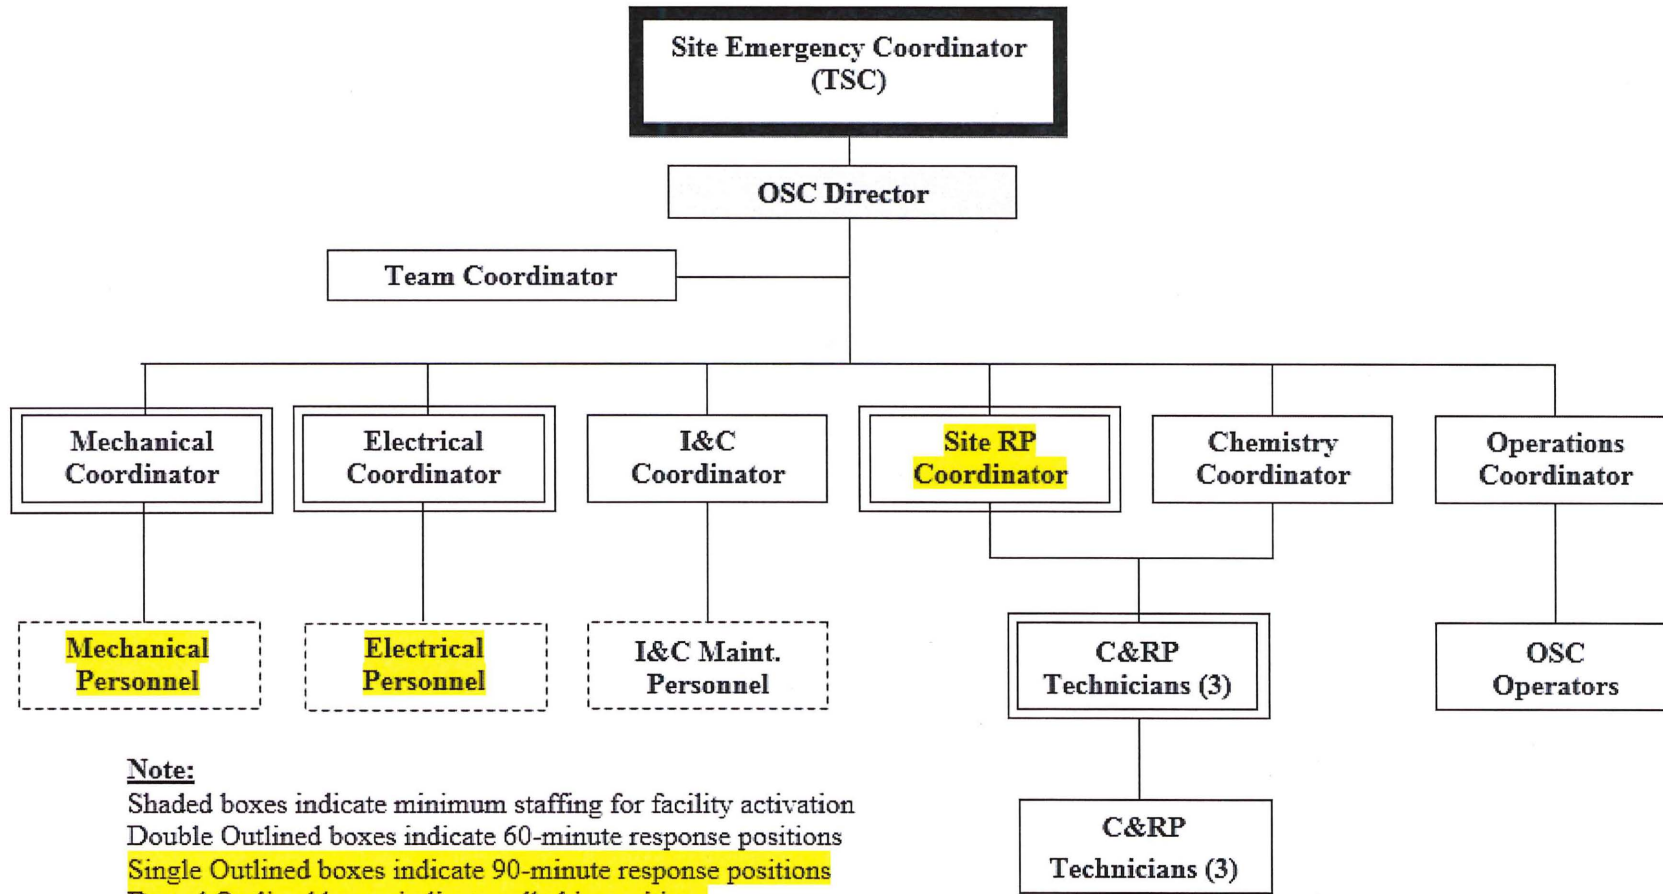 Site Emergency Coordinator
(TSC)
OSC Director
Team Coordinator
Mechanical
Coordinator
Electrical
Coordinator
I&C
Coordinator
Site RP
Coordinator
Chemistry
Coordinator
Operations
Coordinator
Mechanical
Personnel
Electrical
Personnel
I&C Maint.
Personnel
C&RP
Technicians (3)
OSC
Operators
C&RP
Technicians (3)
Note:
Shaded boxes indicate minimum staffing for facility activation
Double Outlined boxes indicate 60-minute response positions
Single Outlined boxes indicate 90-minute response positions